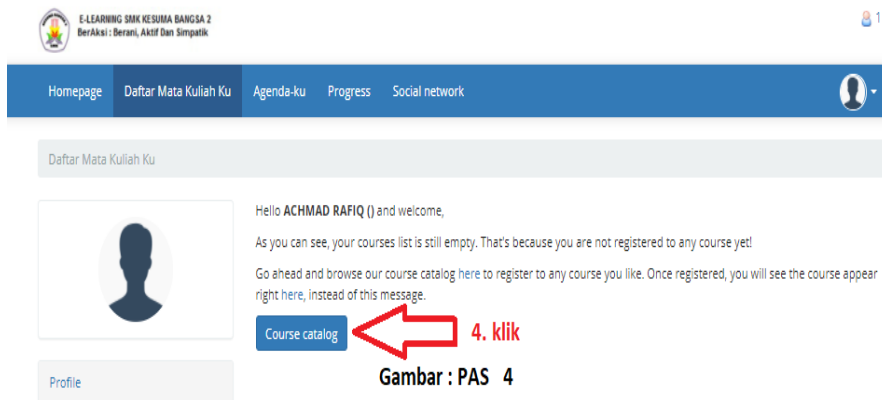 E-LEARNING SMK KESUMA BANGSA 2
BerAksi : Berani, Aktif Dan Simpatik
1
Homepage Daftar Mata Kuliah Ku Agenda-ku Progress Social network
Daftar Mata Kuliah Ku
Hello ACHMAD RAFIQ () and welcome,
As you can see, your courses list is still empty. That's because you are not registered to any course yet!
Go ahead and browse our course catalog here to register to any course you like. Once registered, you will see the course appear
right here, instead of this message.
Course catalog 4. klik
Profile
Gambar : PAS 4